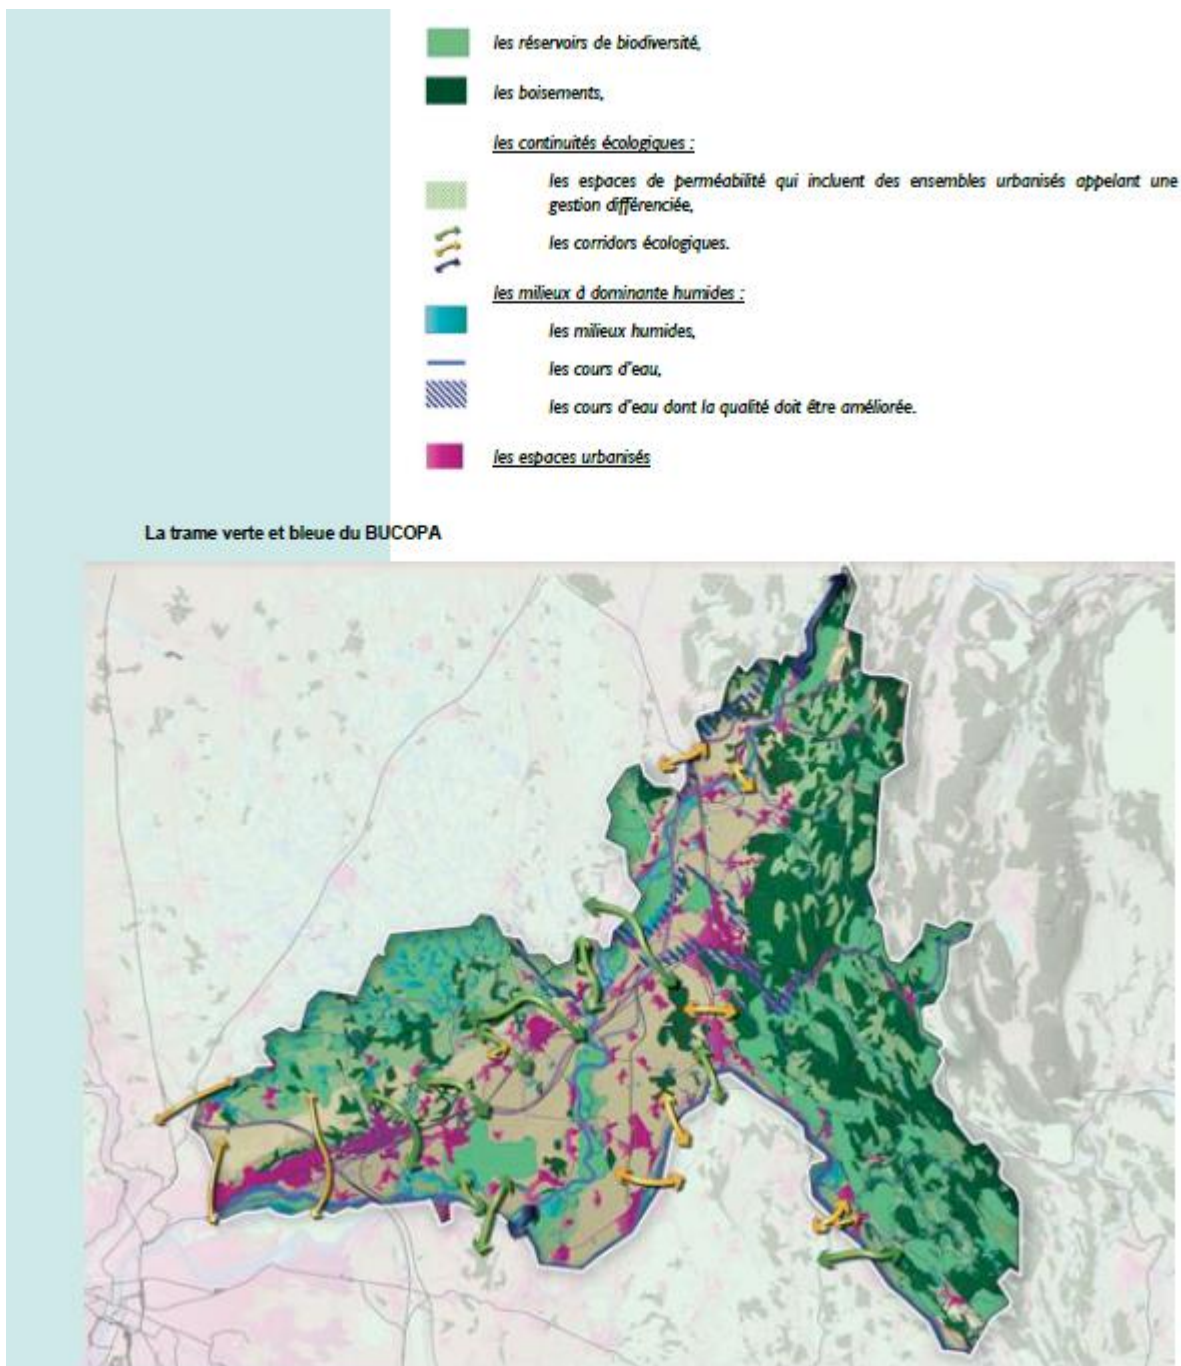 les réservoirs de biodiversité,
les boisements,
les continuités écologiques :
les espaces de perméabilité qui incluent des ensembles urbanisés appelant une
gestion différenciée,
les corridors écologiques.
les milieux à dominante humides :
les milieux humides,
les cours d'eau,
les cours d'eau dont la qualité doit être améliorée.
les espaces urbanisés
La trame verte et bleue du BUCOPA